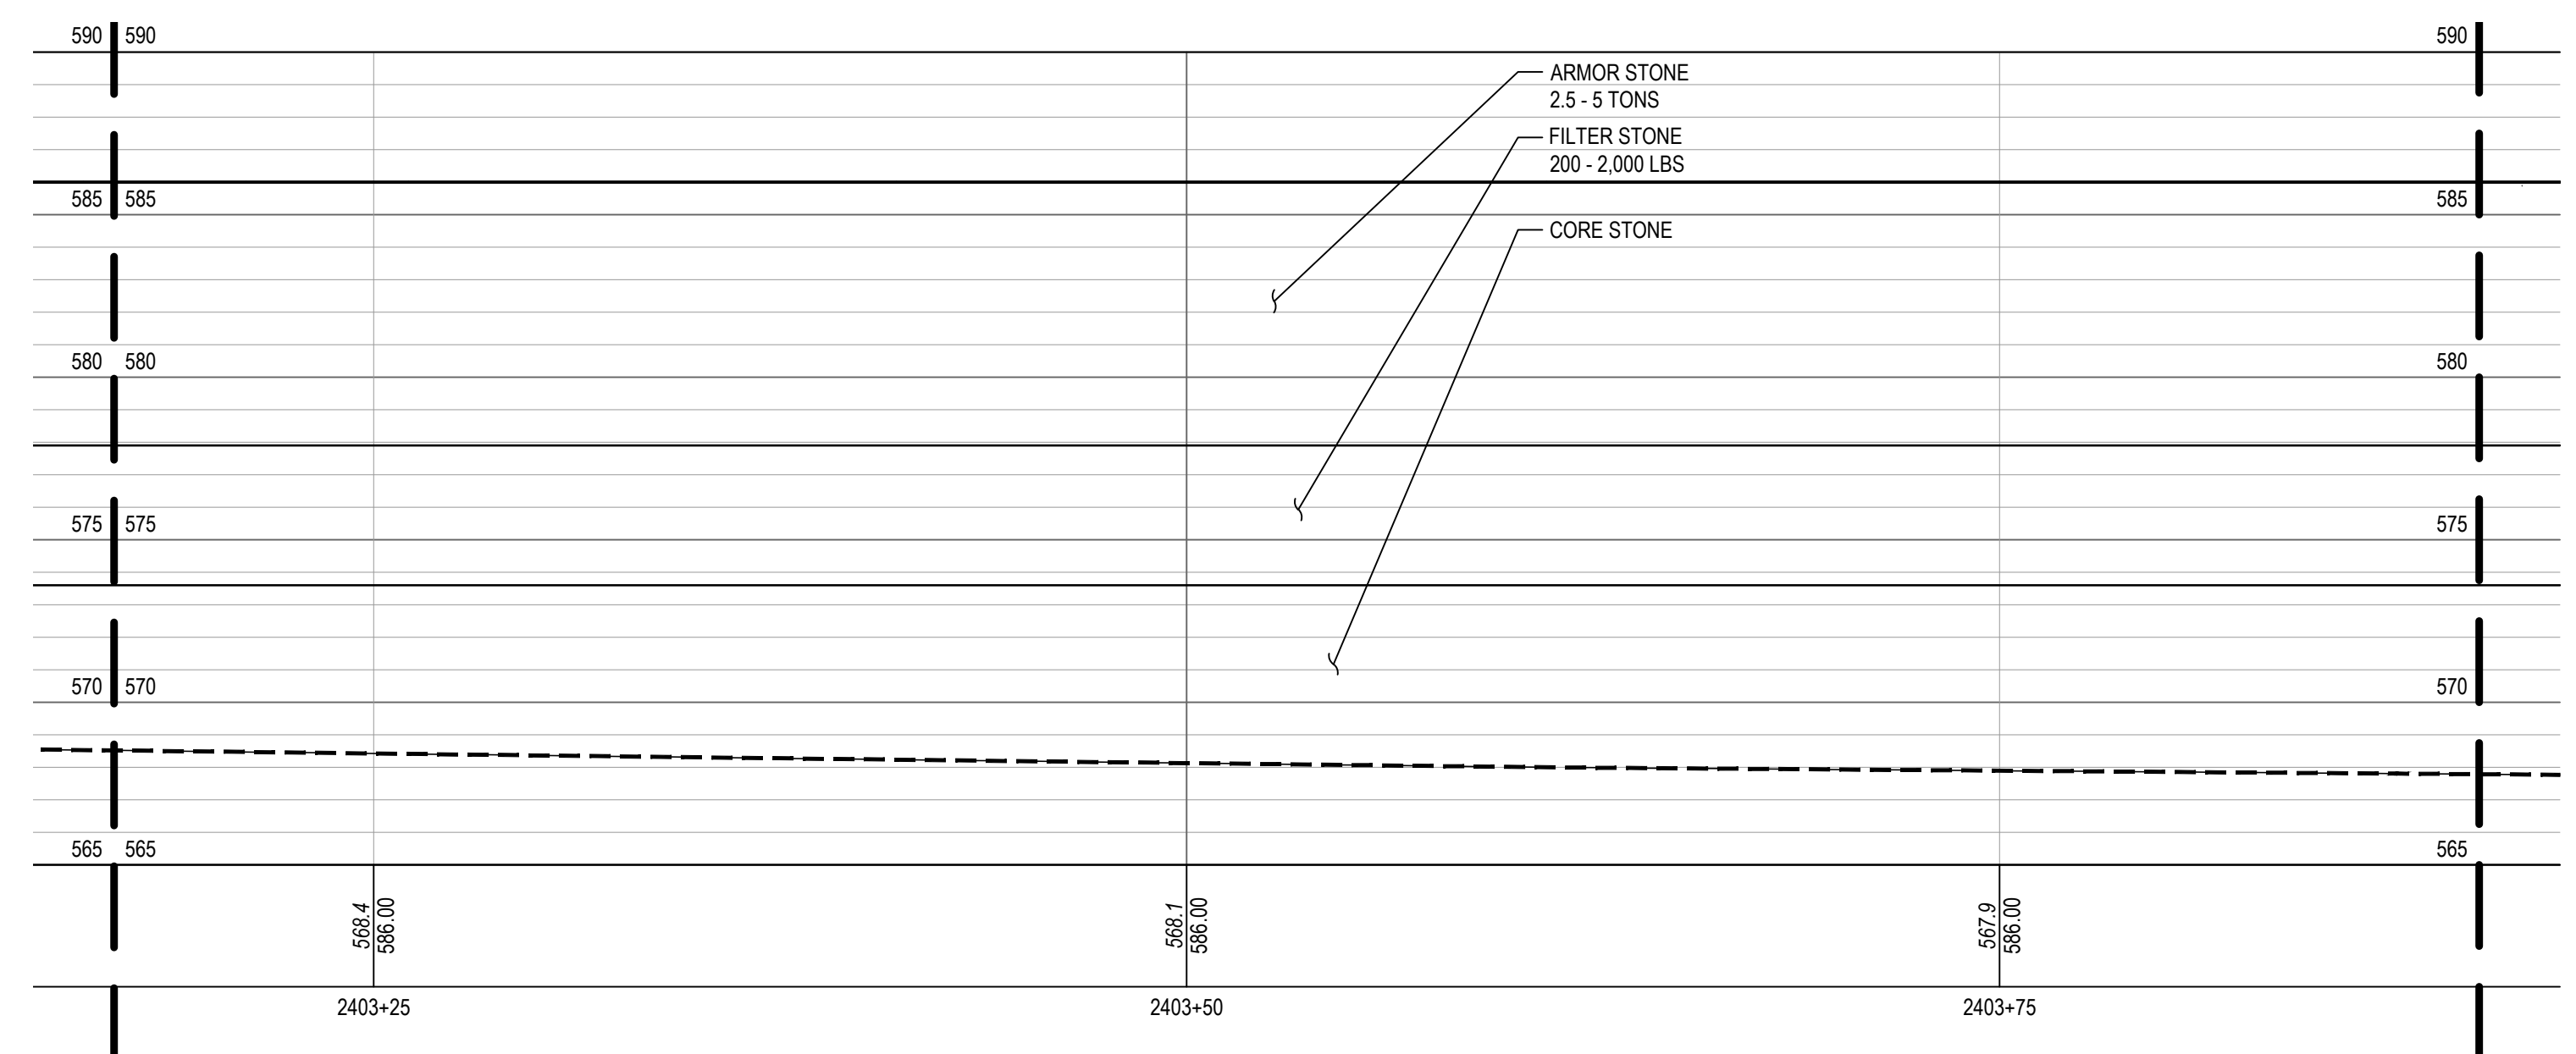 590 590 590
ARMOR STONE
2.5 - 5 TONS
FILTER STONE
200 - 2,000 LBS
585 585 585
CORE STONE
580 580 580
575 575 575
570 570 570
565 565 565
568.4 568.1 567.9
586.00 586.00 586.00
2403+25 2403+50 2403+75